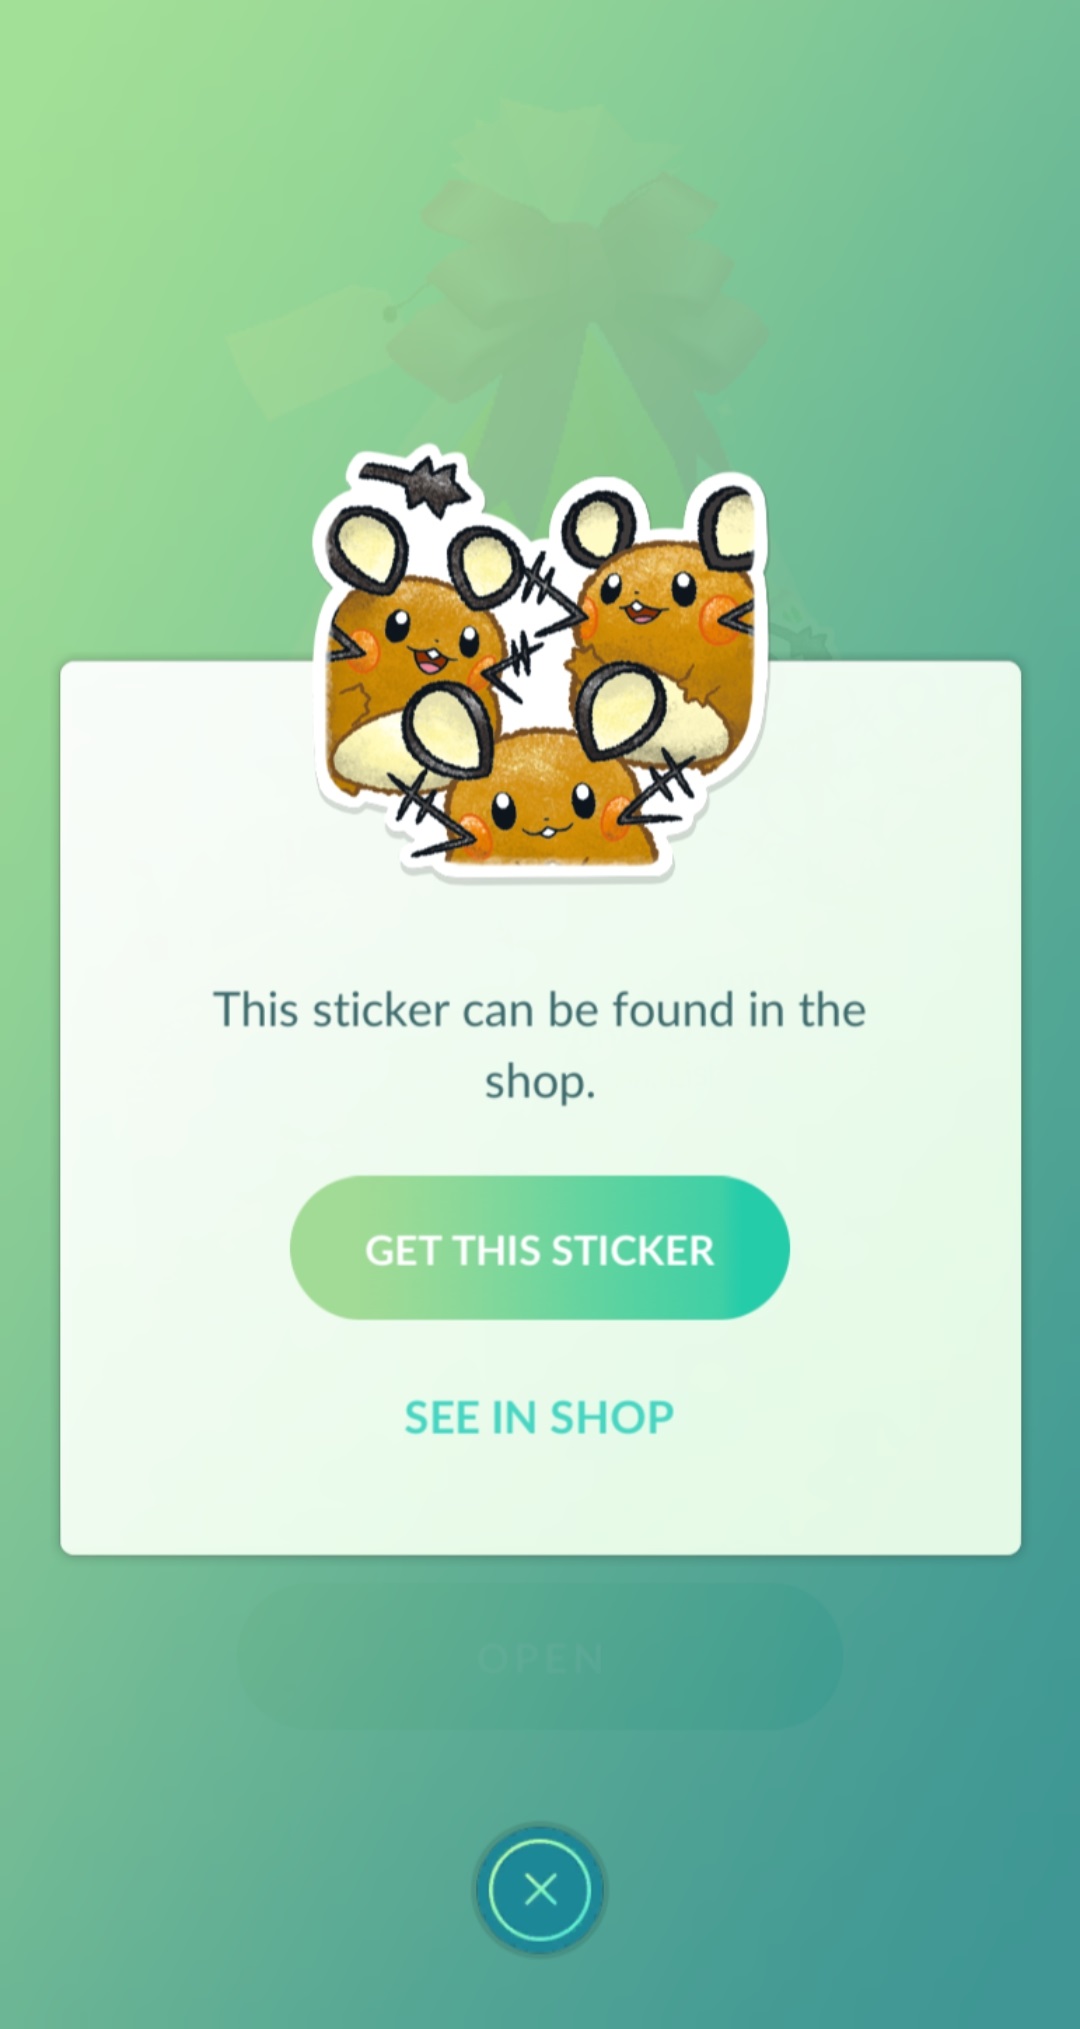 This sticker can be found in the
shop.
GET THIS STICKER
SEE IN SHOP
OPEN